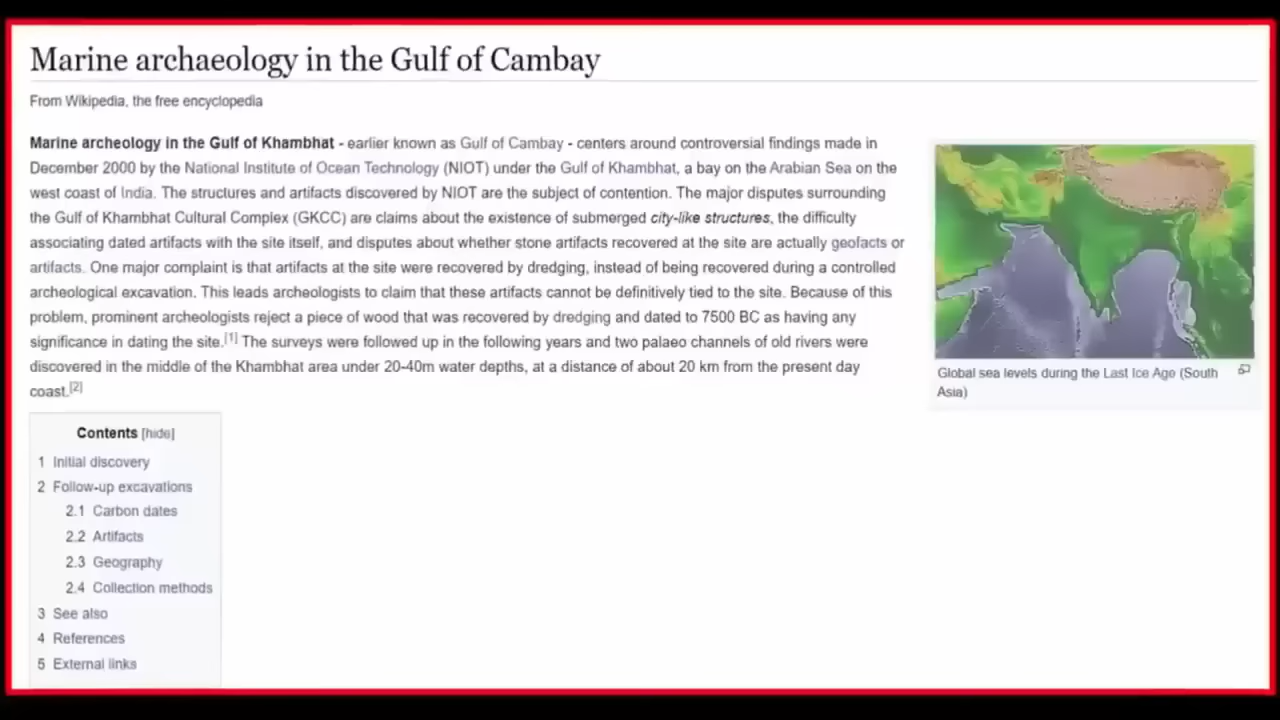 Marine archaeology in the Gulf of Cambay
From Wikipedia, the free encyclopedia
Marine archeology in the Gulf of Khambhat - earlier known as Gulf of Cambay - centers around controversial findings made in
December 2000 by the National Institute of Ocean Technology (NIOT) under the Gulf of Khambhat, a bay on the Arabian Sea on the
west coast of India. The structures and artifacts discovered by NIOT are the subject of contention. The major disputes surrounding
the Gulf of Khambhat Cultural Complex (GKCC) are claims about the existence of submerged city-like structures, the difficulty
associating dated artifacts with the site itself, and disputes about whether stone artifacts recovered at the site are actually geofacts or
artifacts. One major complaint is that artifacts at the site were recovered by dredging, instead of being recovered during a controlled
archeological excavation. This leads archeologists to claim that these artifacts cannot be definitively tied to the site. Because of this
problem, prominent archeologists reject a piece of wood that was recovered by dredging and dated to 7500 BC as having any
significance in dating the site.[1] The surveys were followed up in the following years and two palaeo channels of old rivers were
discovered in the middle of the Khambhat area under 20-40m water depths, at a distance of about 20 km from the present day
coast.[2]
Global sea levels during the Last Ice Age (South
Asia)
Contents [hide]
1 Initial discovery
2 Follow-up excavations
2.1 Carbon dates
2.2 Artifacts
2.3 Geography
2.4 Collection methods
3 See also
4 References
5 External links